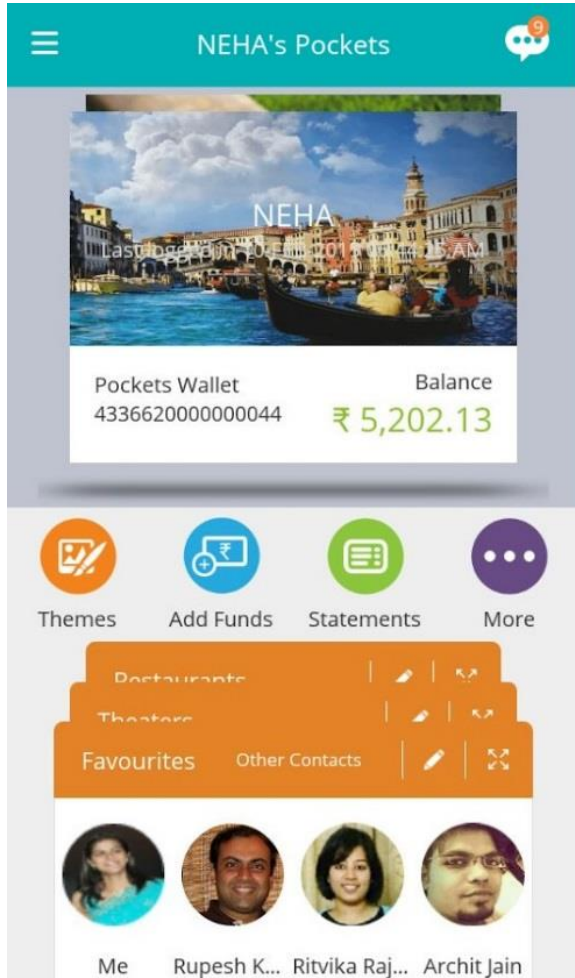 NEHA's Pockets
9
NEHA
Pockets Wallet
4336620000000044
Balance
₹ 5,202.13
Themes
Add Funds
Statements
More
Restaurants
Theaters
Favourites
Other Contacts
Me
Rupesh K...
Ritvika Raj...
Archit Jain